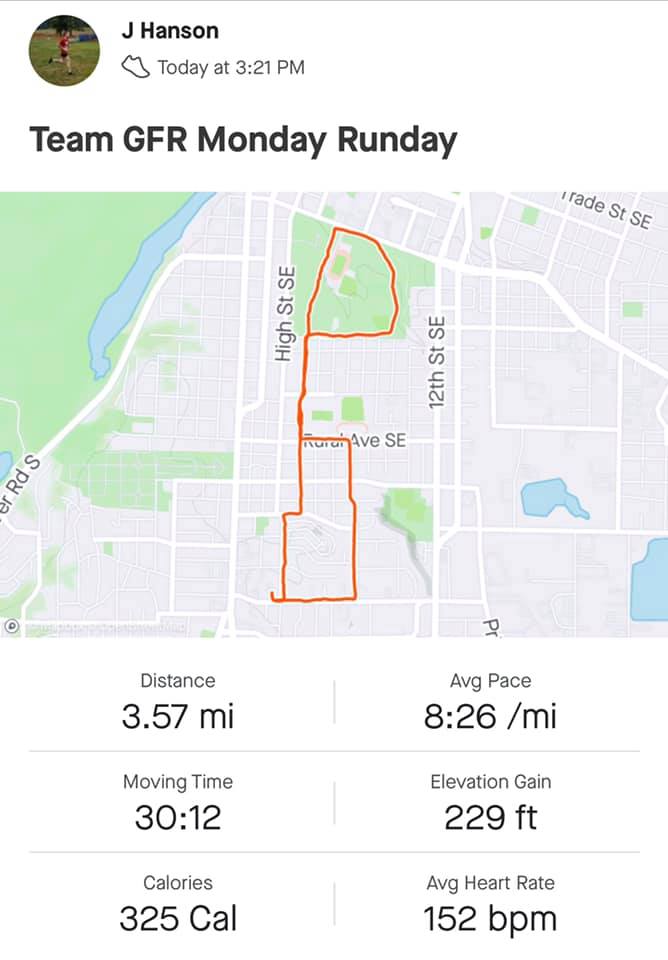 J Hanson
Today at 3:21 PM
Team GFR Monday Runday
Trade St SE
High St SE
12th St SE
Rural Ave SE
er Rd S
Pr
Distance
3.57 mi
Avg Pace
8:26 /mi
Moving Time
30:12
Elevation Gain
229 ft
Calories
325 Cal
Avg Heart Rate
152 bpm